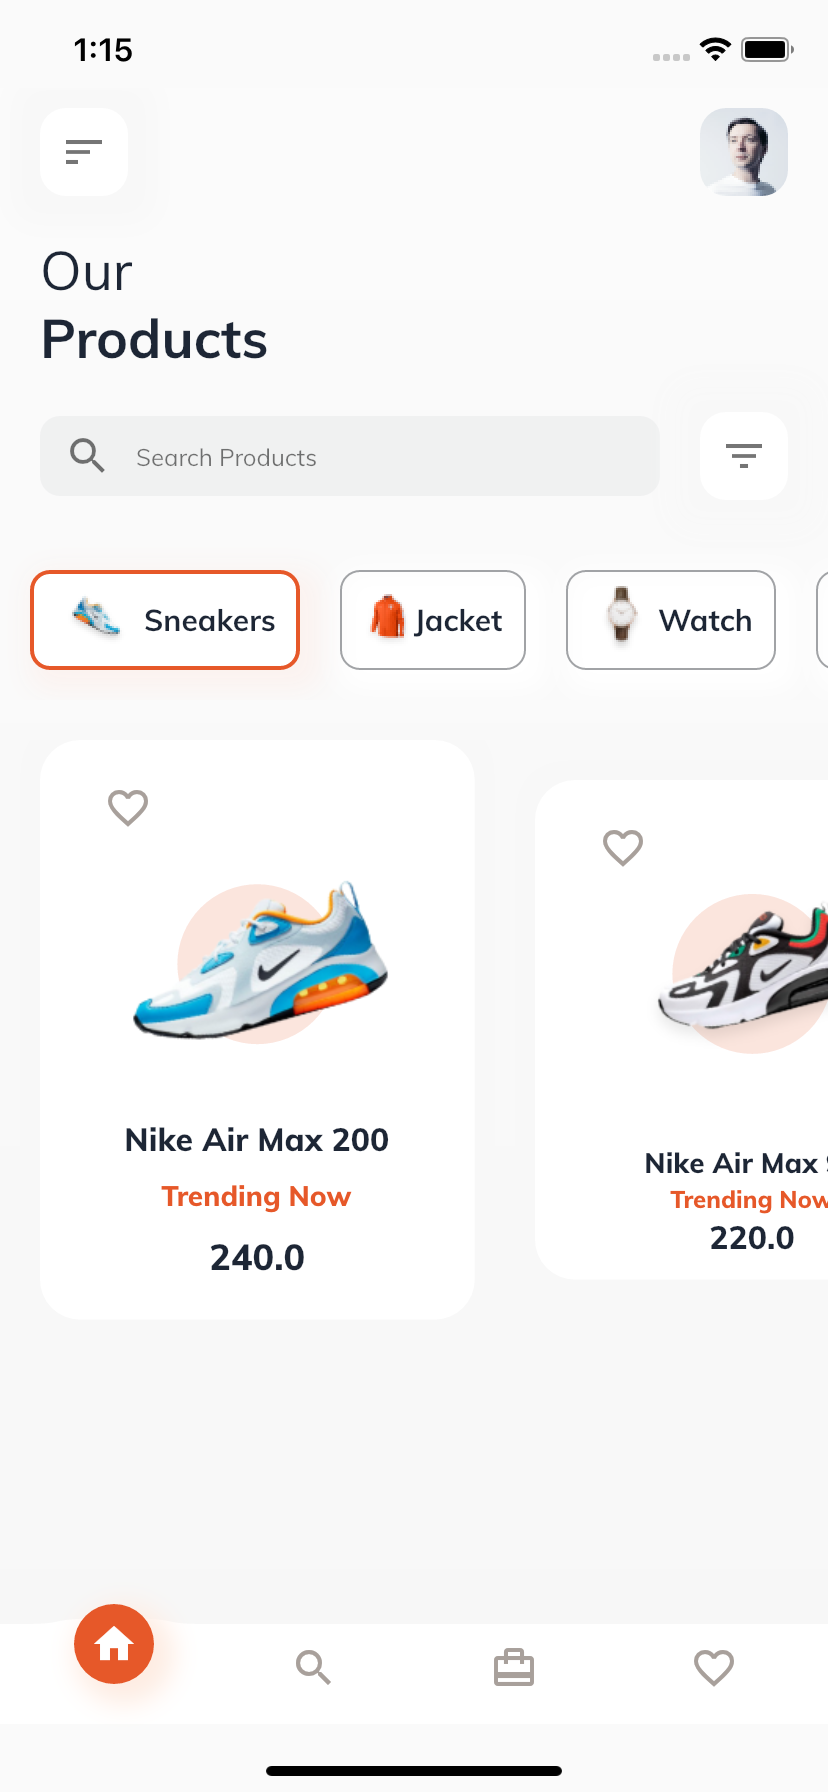 1:15
Our
Products
Search Products
Sneakers
Jacket
Watch
Nike Air Max 200
Trending Now
240.0
Nike Air Max
Trending Now
220.0